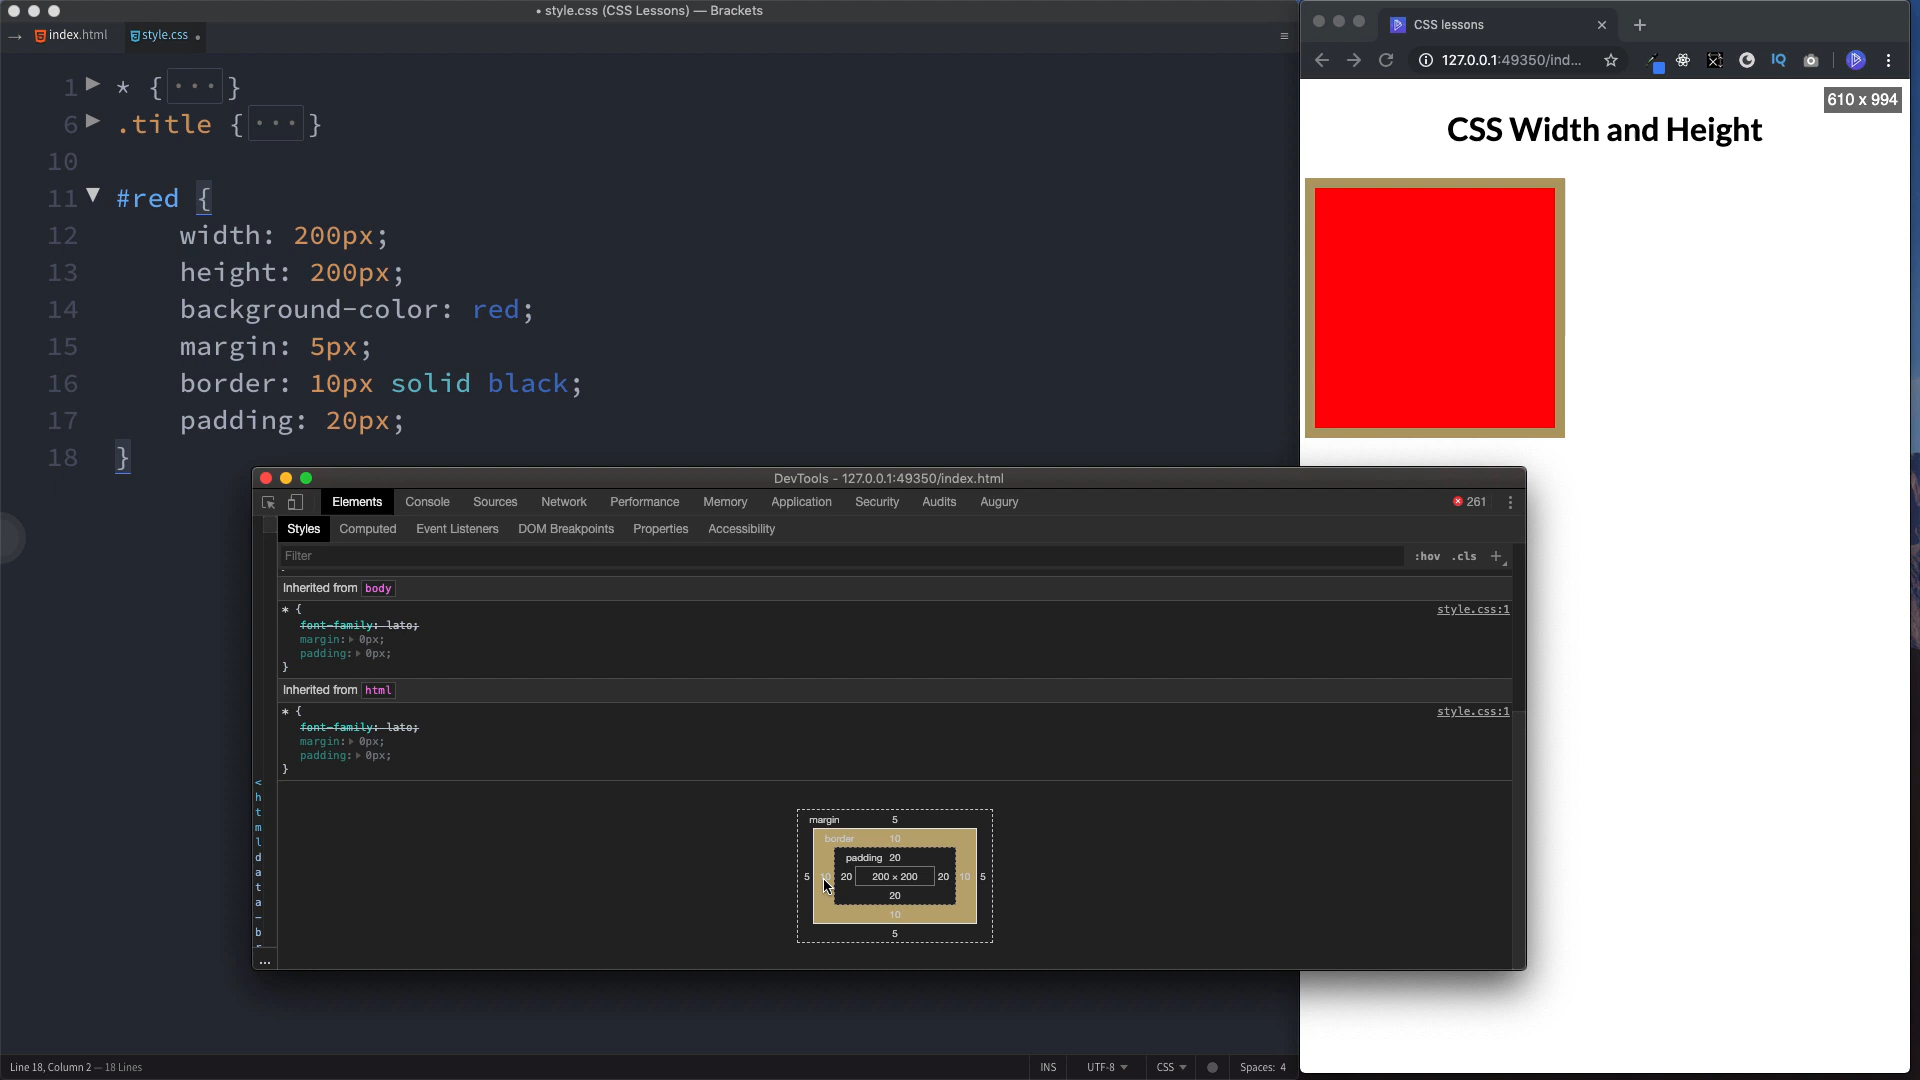 • style.css (CSS Lessons) — Brackets
index.html
style.css •
1 * { ··· }
6 .title { ··· }
10
11 #red {
12 width: 200px;
13 height: 200px;
14 background-color: red;
15 margin: 5px;
16 border: 10px solid black;
17 padding: 20px;
18 }
CSS lessons
127.0.0.1:49350/ind...
IQ
610 x 994
CSS Width and Height
DevTools - 127.0.0.1:49350/index.html
Elements Console Sources Network Performance Memory Application Security Audits Augury 261
Styles Computed Event Listeners DOM Breakpoints Properties Accessibility
Filter :hov .cls +
Inherited from body
* { style.css:1
font-family: lato;
margin: 0px;
padding: 0px;
}
Inherited from html
* { style.css:1
font-family: lato;
margin: 0px;
padding: 0px;
}
<
h
t
m
l
d
a
t
a
-
b
...
margin 5
border 10
padding 20
5 10 20 200 × 200 20 10 5
20
10
5
Line 18, Column 2 — 18 Lines
INS UTF-8 CSS Spaces: 4